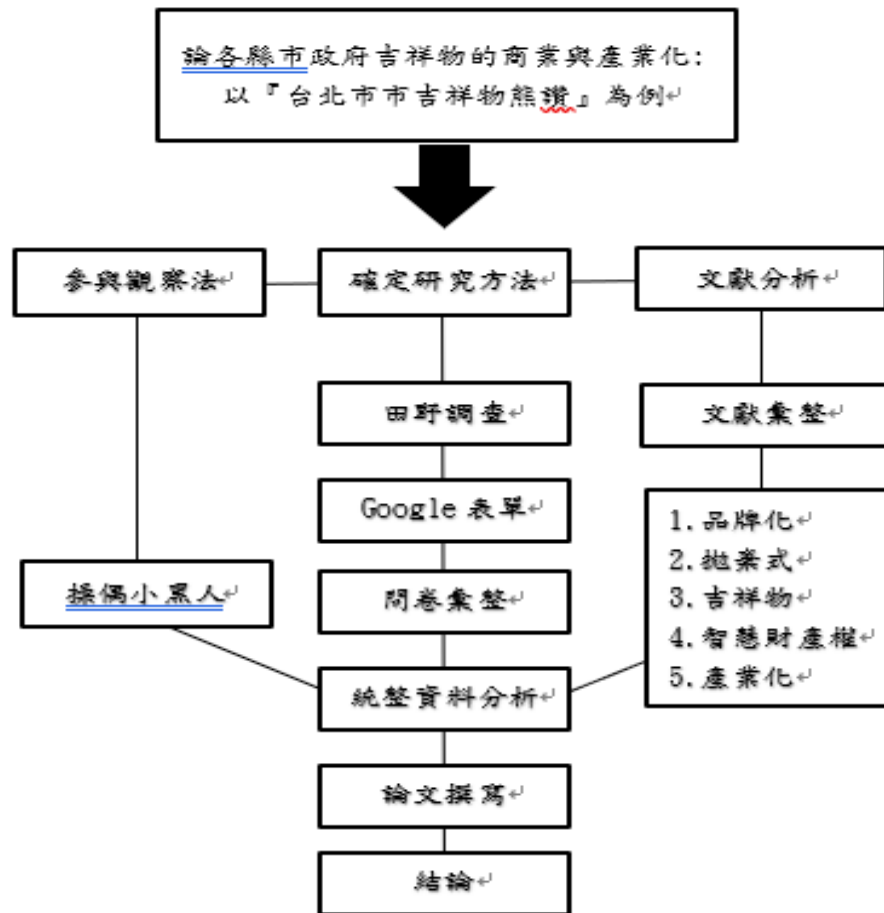 論各縣市政府吉祥物的商業與產業化:
以『台北市市吉祥物熊讚』為例
參與觀察法
確定研究方法
文獻分析
田野調查
文獻彙整
Google 表單
1.品牌化
2.拋棄式
3.吉祥物
4.智慧財產權
5.產業化
操偶小黑人
問卷彙整
統整資料分析
論文撰寫
結論